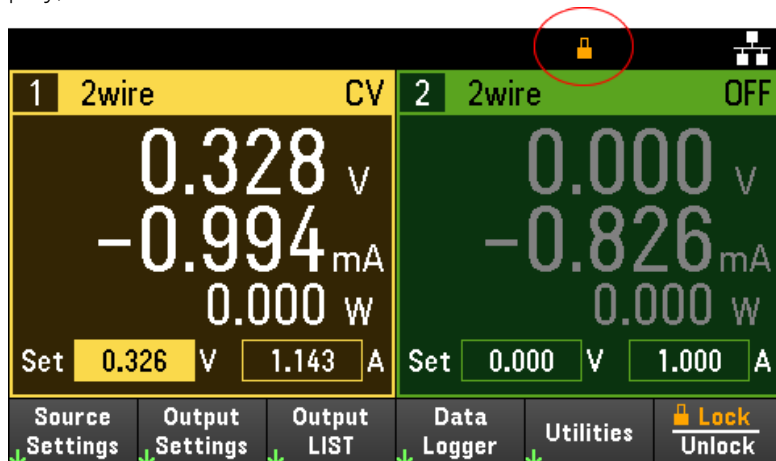 1 2wire CV 2 2wire OFF
0.328 V 0.000 V
-0.994 mA -0.826 mA
0.000 W 0.000 W
Set 0.326 V 1.143 A Set 0.000 V 1.000 A
Source Settings Output Settings Output LIST Data Logger Utilities Lock Unlock